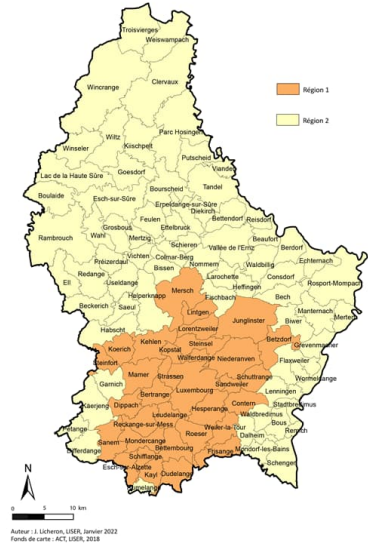 Troisvierges
Weiswampach
Clervaux
Wincrange
Parc Hosingen
Wiltz
Kiischpelt
Winseler
Putscheid
Vianden
Goesdorf
Lac de la Haute Sûre
Tandel
Bourscheid
Boulaide
Esch-sur-Sûre
Erpeldange-sur-Sûre
Diekirch
Bettendorf
Reisdorf
Feulen
Ettelbruck
Grosbous
Wahl
Mertzig
Rambrouch
Schieren
Vallée de l'Ernz
Beaufort
Berdorf
Vichten
Colmar-Berg
Préizerdaul
Bissen
Nommern
Waldbillig
Echternach
Redange
Useldange
Larochette
Consdorf
Rosport-Mompach
Ell
Mersch
Heffingen
Helperknapp
Fischbach
Bech
Beckerich
Saeul
Lintgen
Manternach
Mertert
Junglinster
Biwer
Habscht
Lorentzweiler
Kehlen
Steinsel
Betzdorf
Grevenmacher
Koerich
Kopstal
Walferdange
Niederanven
Flaxweiler
Steinfort
Mamer
Strassen
Schuttrange
Wormeldange
Garnich
Sandweiler
Luxembourg
Lenningen
Bertrange
Contern
Stadtbredimus
Käerjeng
Dippach
Hesperange
Waldbredimus
Leudelange
Bous
Reckange-sur-Mess
Weiler-la-Tour
Remich
Pétange
Roeser
Dalheim
Sanem
Mondercange
Mondorf-les-Bains
Differdange
Bettembourg
Frisange
Schifflange
Schengen
Esch-sur-Alzette
Kayl
Dudelange
Rumelange
Région 1
Région 2
N
0 5 10 km
Auteur : J. Licheron, LISER, Janvier 2022
Fonds de carte : ACT, LISER, 2018